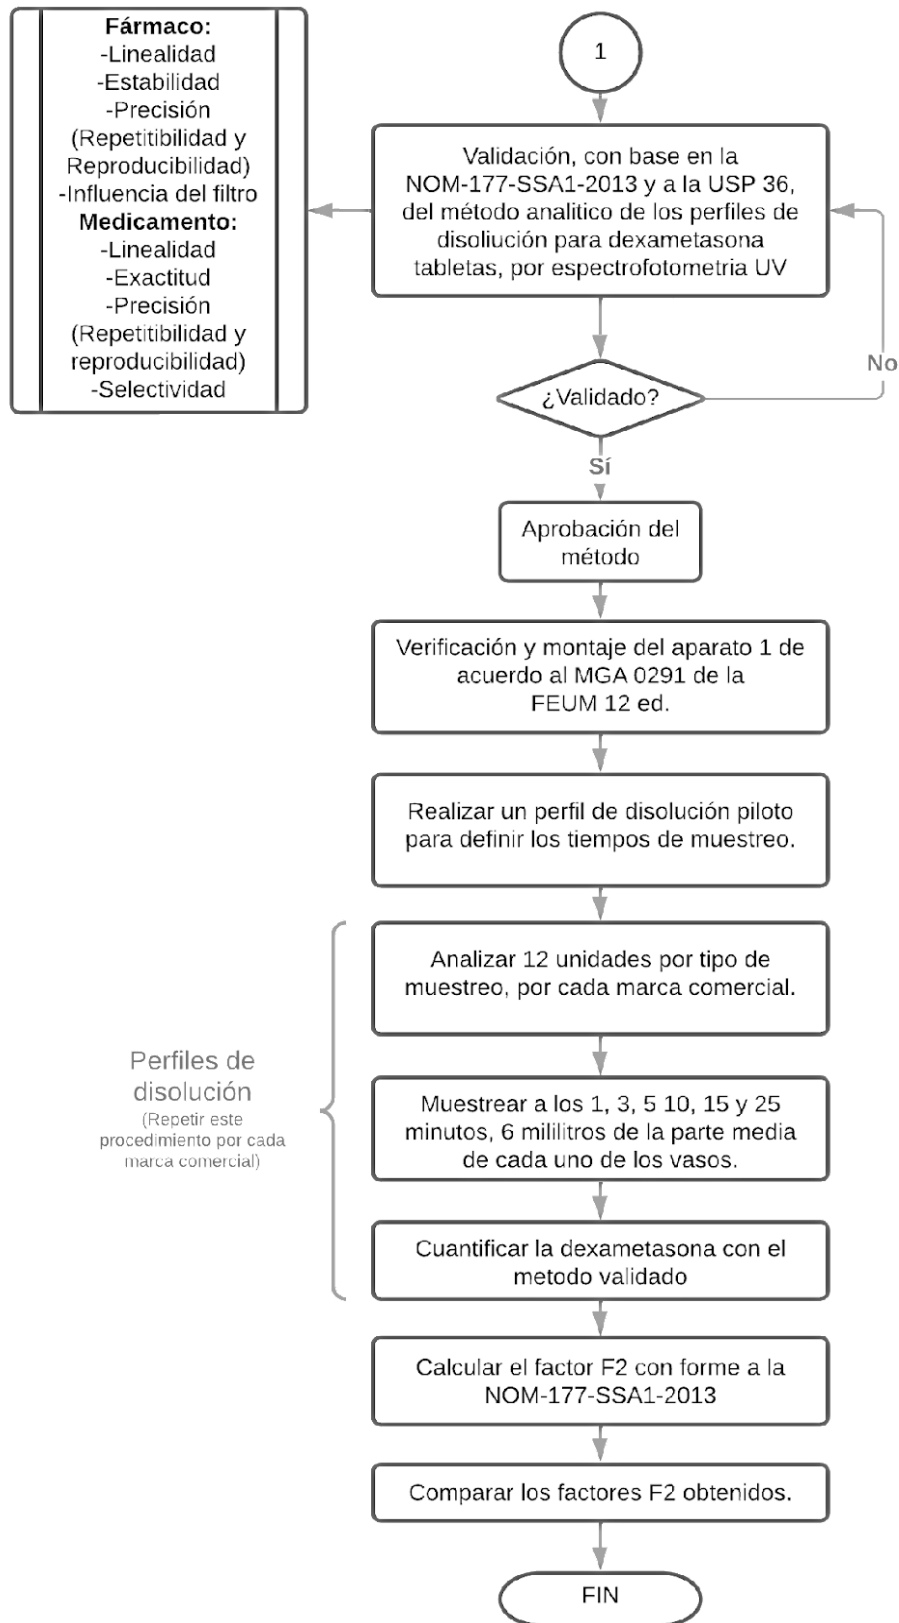 Fármaco:
-Linealidad
-Estabilidad
-Precisión
(Repetitibilidad y
Reproducibilidad)
-Influencia del filtro
Medicamento:
-Linealidad
-Exactitud
-Precisión
(Repetitibilidad y
reproducibilidad)
-Selectividad
1
Validación, con base en la
NOM-177-SSA1-2013 y a la USP 36,
del método analitico de los perfiles de
disoliución para dexametasona
tabletas, por espectrofotometria UV
No
¿Validado?
Sí
Aprobación del
método
Verificación y montaje del aparato 1 de
acuerdo al MGA 0291 de la
FEUM 12 ed.
Realizar un perfil de disolución piloto
para definir los tiempos de muestreo.
Analizar 12 unidades por tipo de
muestreo, por cada marca comercial.
Perfiles de
disolución
(Repetir este
procedimiento por cada
marca comercial)
Muestrear a los 1, 3, 5 10, 15 y 25
minutos, 6 mililitros de la parte media
de cada uno de los vasos.
Cuantificar la dexametasona con el
metodo validado
Calcular el factor F2 con forme a la
NOM-177-SSA1-2013
Comparar los factores F2 obtenidos.
FIN